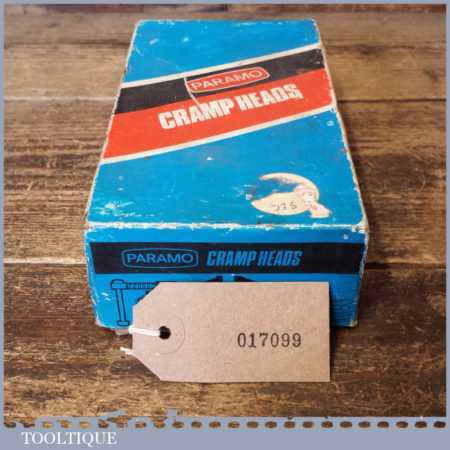 PARAMO
CRAMP HEADS
PARAMO CRAMP HEADS
017099
TOOLTIQUE